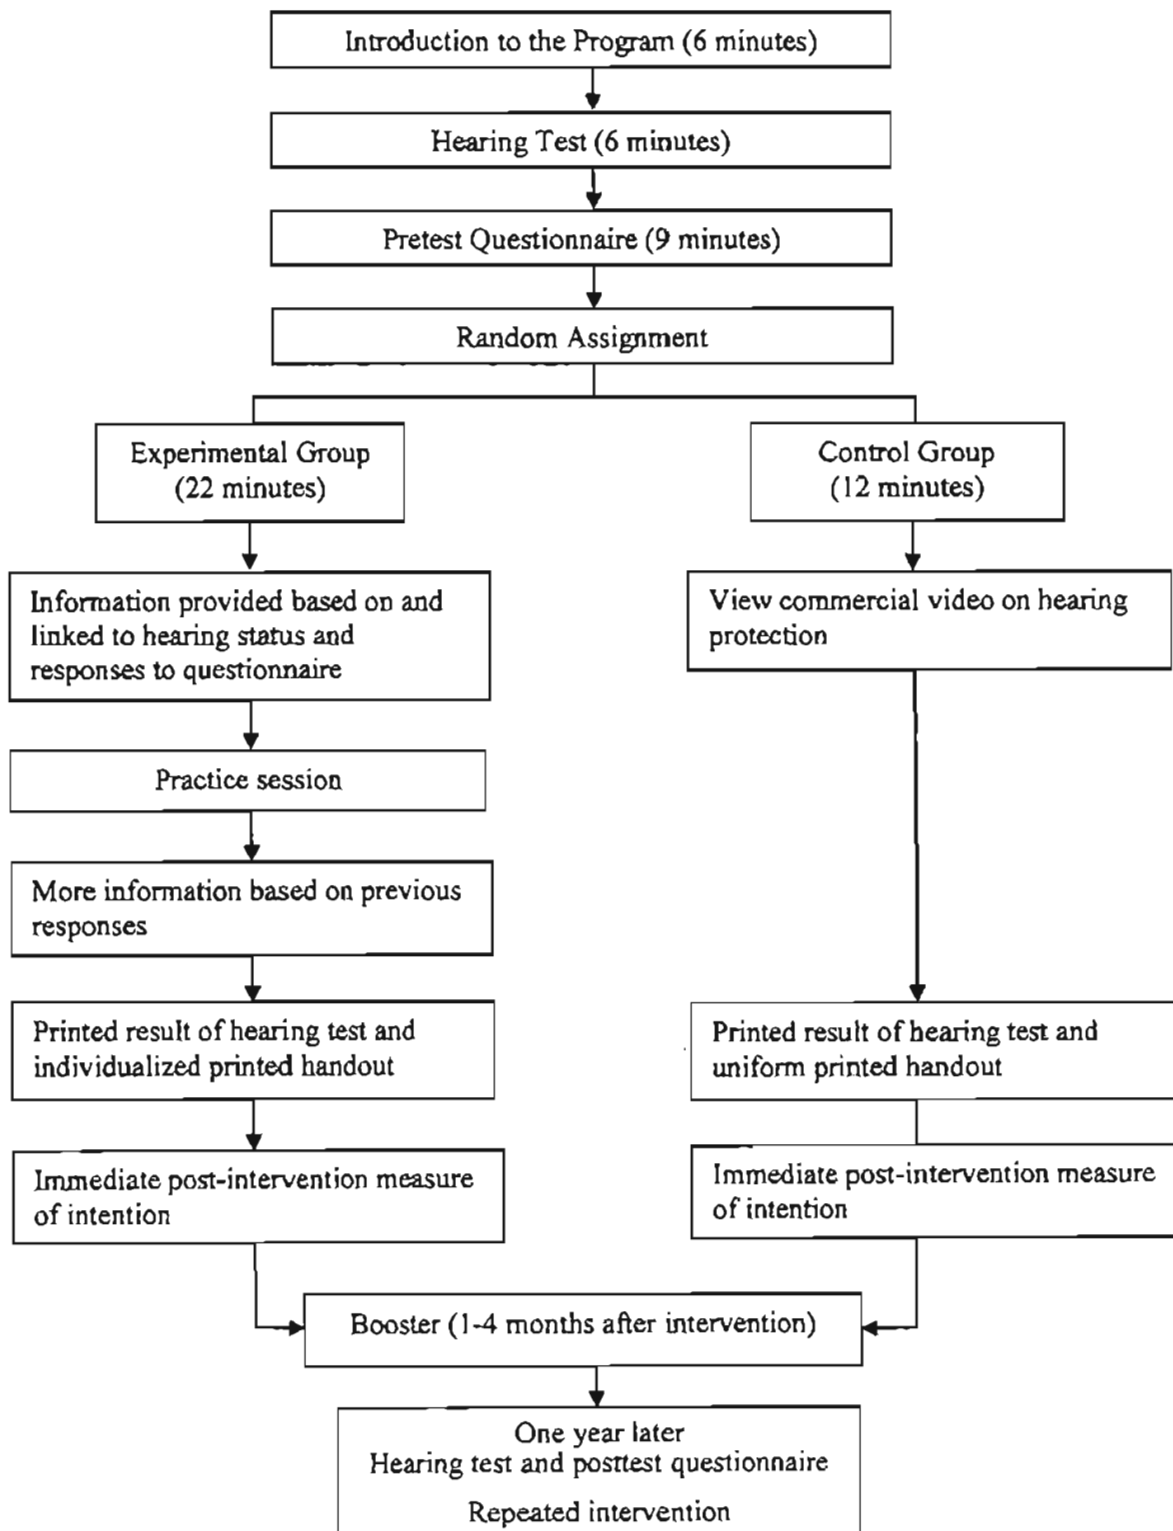 Introduction to the Program (6 minutes)
Hearing Test (6 minutes)
Pretest Questionnaire (9 minutes)
Random Assignment
Experimental Group
(22 minutes)
Control Group
(12 minutes)
Information provided based on and
linked to hearing status and
responses to questionnaire
View commercial video on hearing
protection
Practice session
More information based on previous
responses
Printed result of hearing test and
individualized printed handout
Printed result of hearing test and
uniform printed handout
Immediate post-intervention measure
of intention
Immediate post-intervention measure
of intention
Booster (1-4 months after intervention)
One year later
Hearing test and posttest questionnaire
Repeated intervention